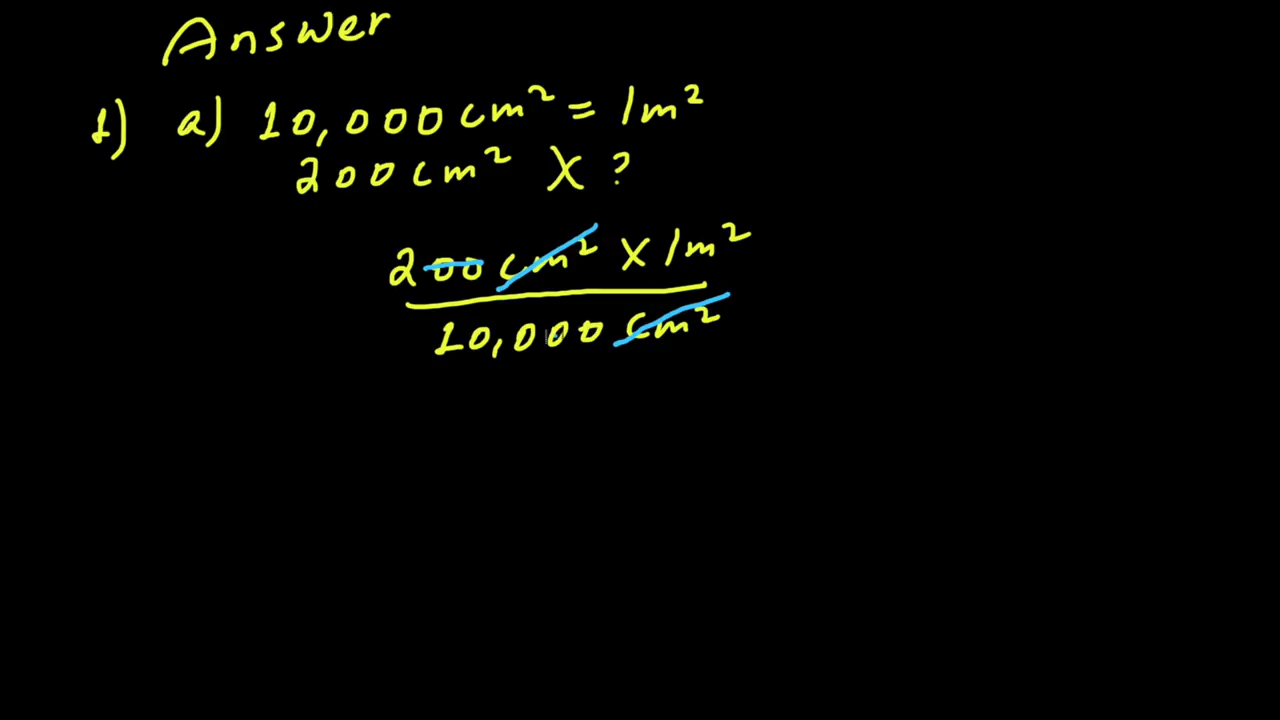 Answer
1) a) 10,000 cm² = 1m²
200 cm² X ?
200 cm² X 1m²
10,000 cm²